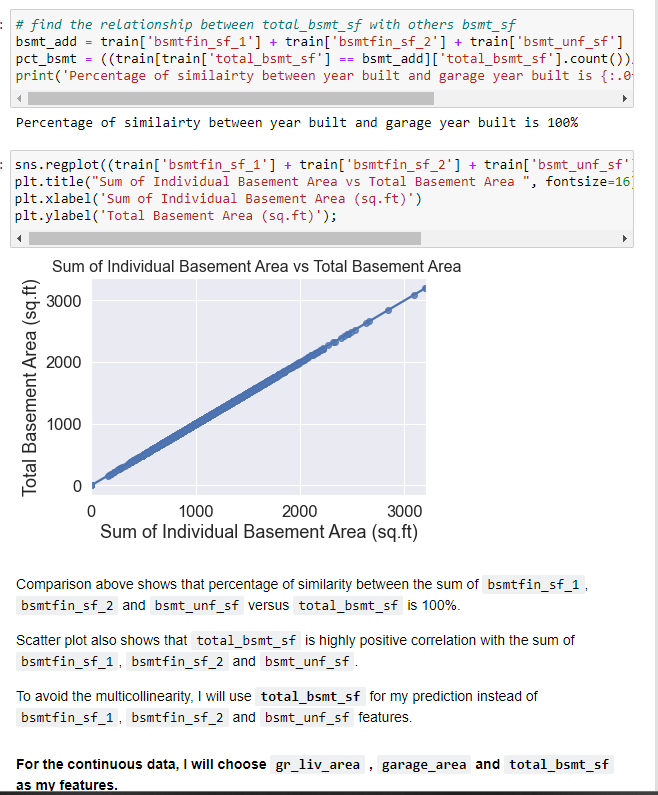 # find the relationship between total_bsmt_sf with others bsmt_sf
bsmt_add = train['bsmtfin_sf_1'] + train['bsmtfin_sf_2'] + train['bsmt_unf_sf']
pct_bsmt = ((train[train['total_bsmt_sf'] == bsmt_add]['total_bsmt_sf'].count())
print('Percentage of similairty between year built and garage year built is {:.0
Percentage of similairty between year built and garage year built is 100%
sns.regplot((train['bsmtfin_sf_1'] + train['bsmtfin_sf_2'] + train['bsmt_unf_sf'
plt.title("Sum of Individual Basement Area vs Total Basement Area ", fontsize=16
plt.xlabel('Sum of Individual Basement Area (sq.ft)')
plt.ylabel('Total Basement Area (sq.ft)');
Sum of Individual Basement Area vs Total Basement Area
Total Basement Area (sq.ft)
3000
2000
1000
0
0 1000 2000 3000
Sum of Individual Basement Area (sq.ft)
Comparison above shows that percentage of similarity between the sum of bsmtfin_sf_1 ,
bsmtfin_sf_2 and bsmt_unf_sf versus total_bsmt_sf is 100%.
Scatter plot also shows that total_bsmt_sf is highly positive correlation with the sum of
bsmtfin_sf_1 , bsmtfin_sf_2 and bsmt_unf_sf .
To avoid the multicollinearity, I will use total_bsmt_sf for my prediction instead of
bsmtfin_sf_1 , bsmtfin_sf_2 and bsmt_unf_sf features.
For the continuous data, I will choose gr_liv_area , garage_area and total_bsmt_sf
as my features.